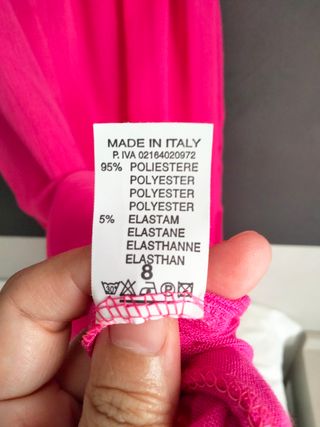 MADE IN ITALY
P. IVA 02164020972
95% POLIESTERE
POLYESTER
POLYESTER
POLYESTER
5% ELASTAM
ELASTANE
ELASTHANNE
ELASTHAN
8